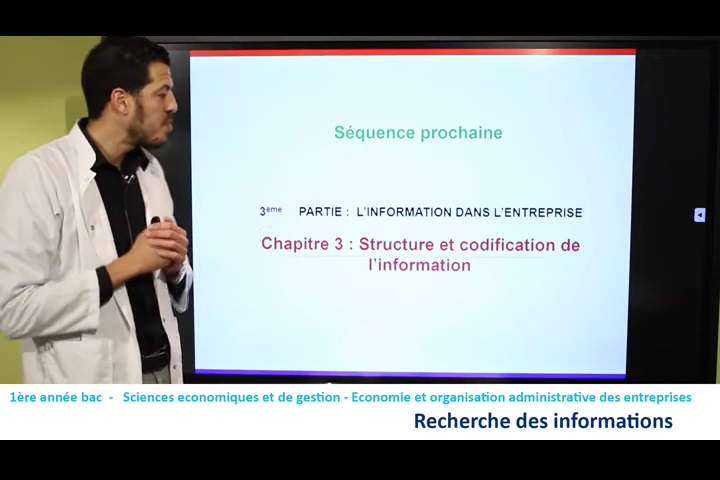 Séquence prochaine
3ème PARTIE : L'INFORMATION DANS L'ENTREPRISE
Chapitre 3 : Structure et codification de
l'information
1ère année bac - Sciences economiques et de gestion - Economie et organisation administrative des entreprises
Recherche des informations